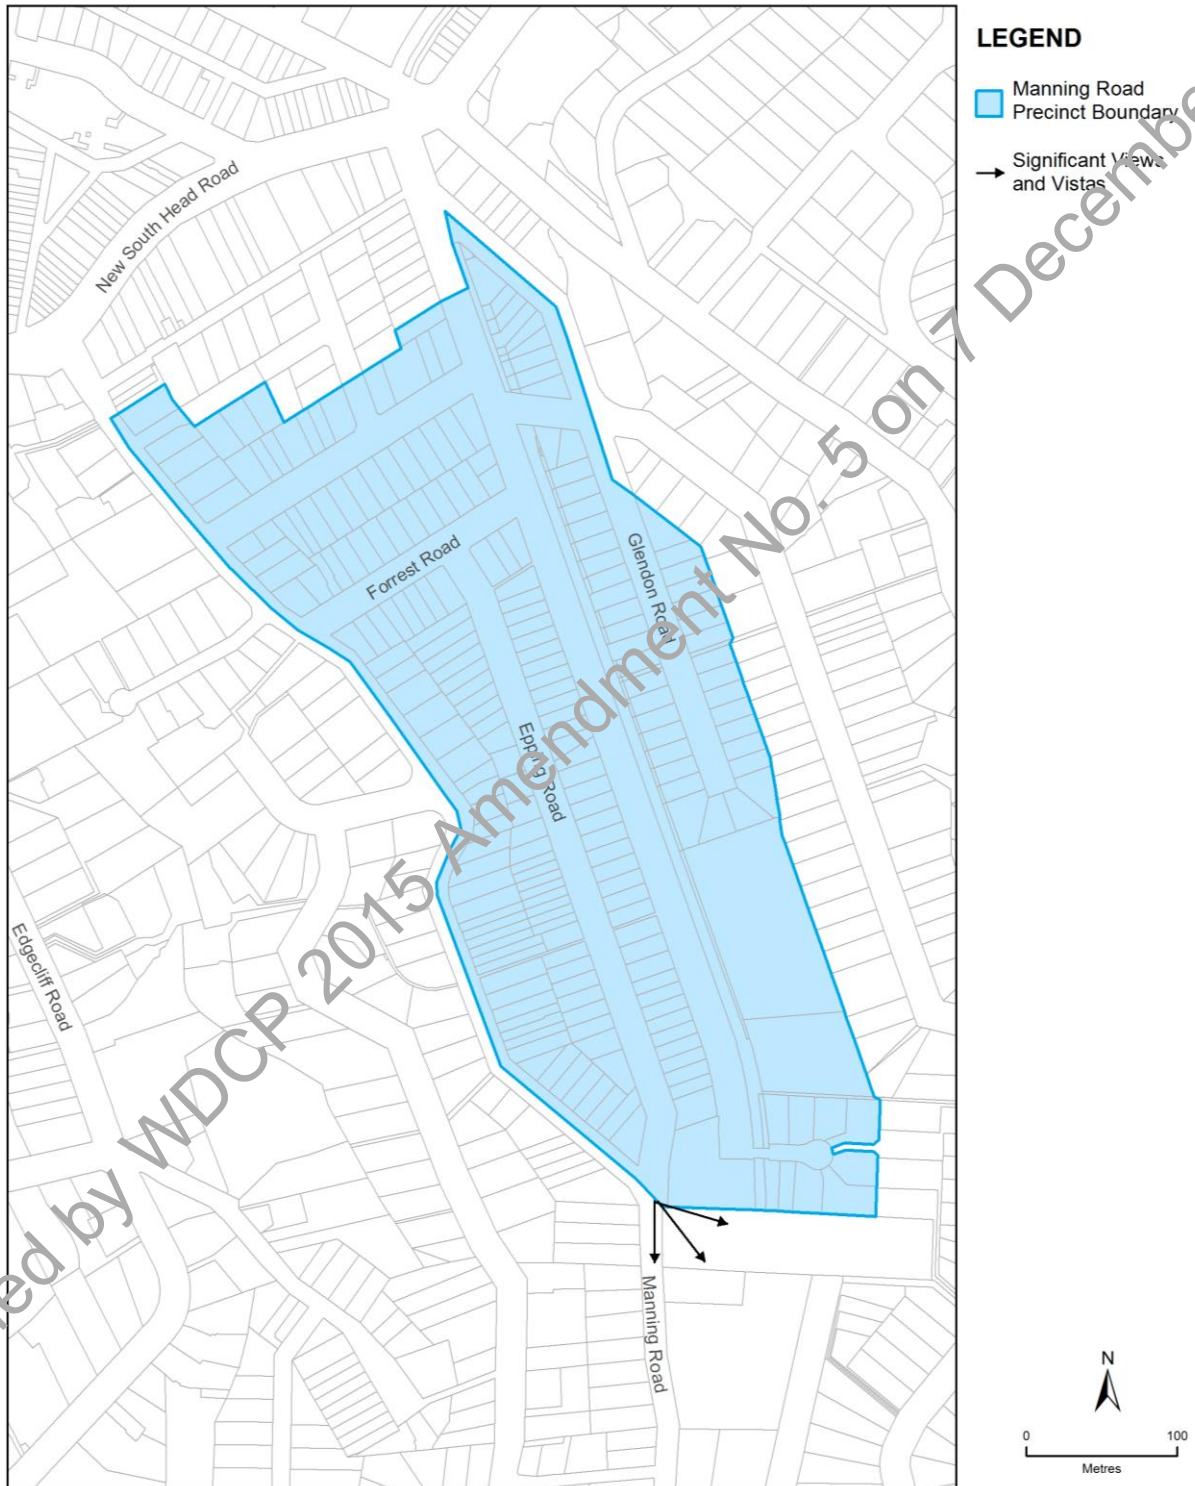 LEGEND
Manning Road
Precinct Boundary
Significant Views
and Vistas
New South Head Road
Forrest Road
Glendon Road
Epping Road
Edgecliff Road
Manning Road
N
0 100
Metres
by WDCP 2015 Amendment No. 5 on 7 December